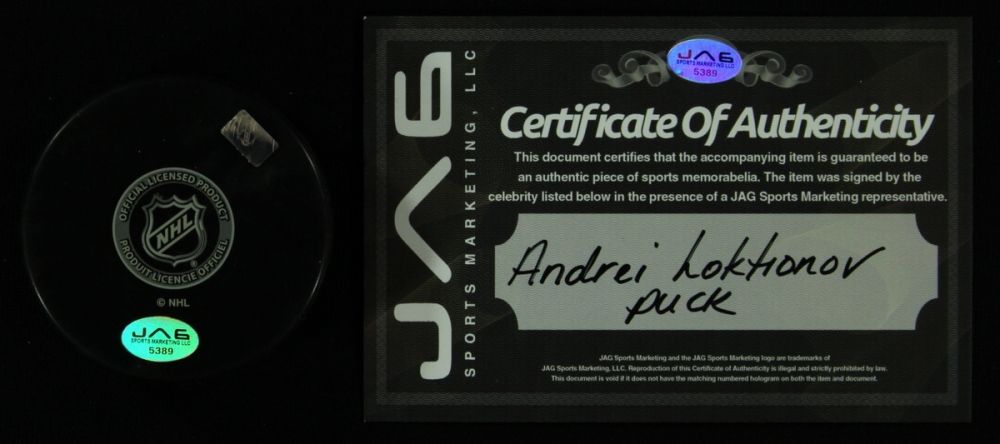 OFFICIAL LICENSED PRODUCT
NHL
PRODUIT LICENCIÉ OFFICIEL
© NHL
JAG
SPORTS MARKETING LLC
5389
JAG
SPORTS MARKETING, LLC
JAG
SPORTS MARKETING LLC
5389
Certificate Of Authenticity
This document certifies that the accompanying item is guaranteed to be
an authentic piece of sports memorabelia. The item was signed by the
celebrity listed below in the presence of a JAG Sports Marketing representative.
Andrei Loktionov
puck
JAG Sports Marketing and the JAG Sports Marketing logo are trademarks of
JAG Sports Marketing, LLC. Reproduction of this Certificate of Authenticity is illegal and strictly prohibited by law.
This document is void if it does not have the matching numbered hologram on both the item and document.